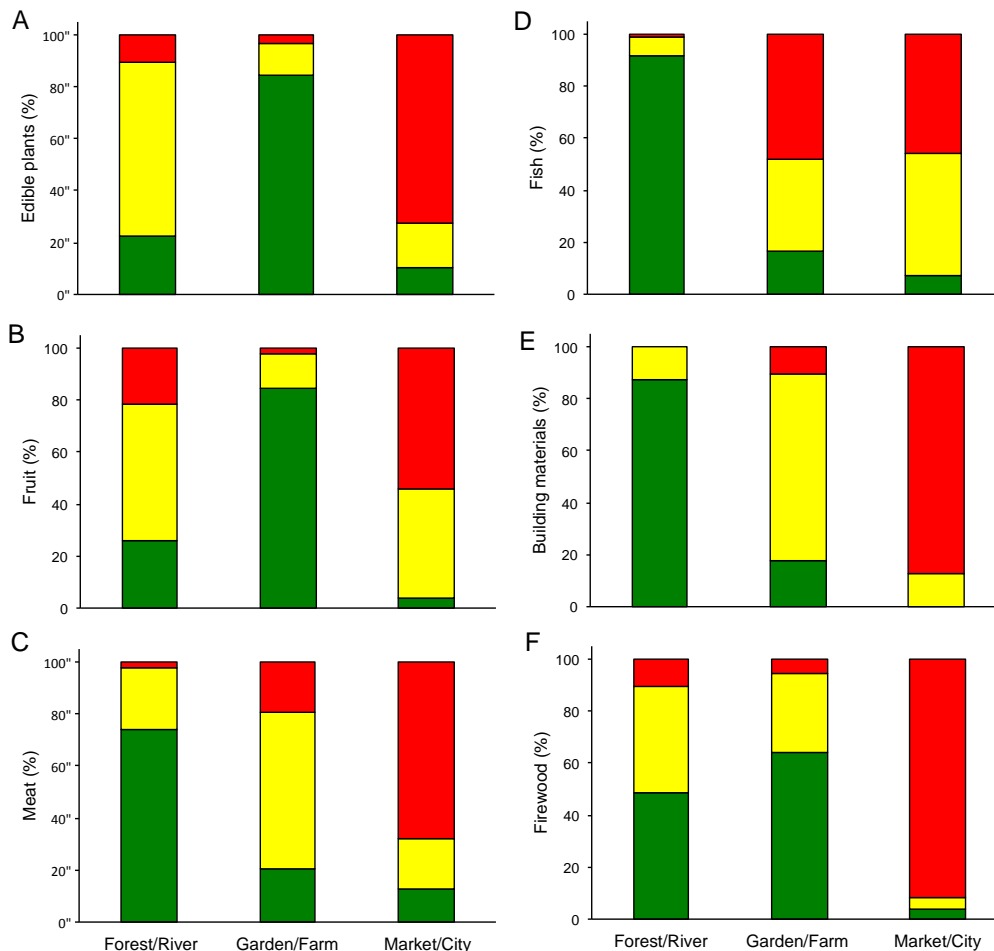 A
Edible plants (%)
100"
80"
60"
40"
20"
0"
B
Fruit (%)
100
80
60
40
20
0
C
Meat (%)
100"
80"
60"
40"
20"
0"
Forest/River Garden/Farm Market/City
D
Fish (%)
100
80
60
40
20
0
E
Building materials (%)
100
80
60
40
20
0
F
Firewood (%)
100
80
60
40
20
0
Forest/River Garden/Farm Market/City